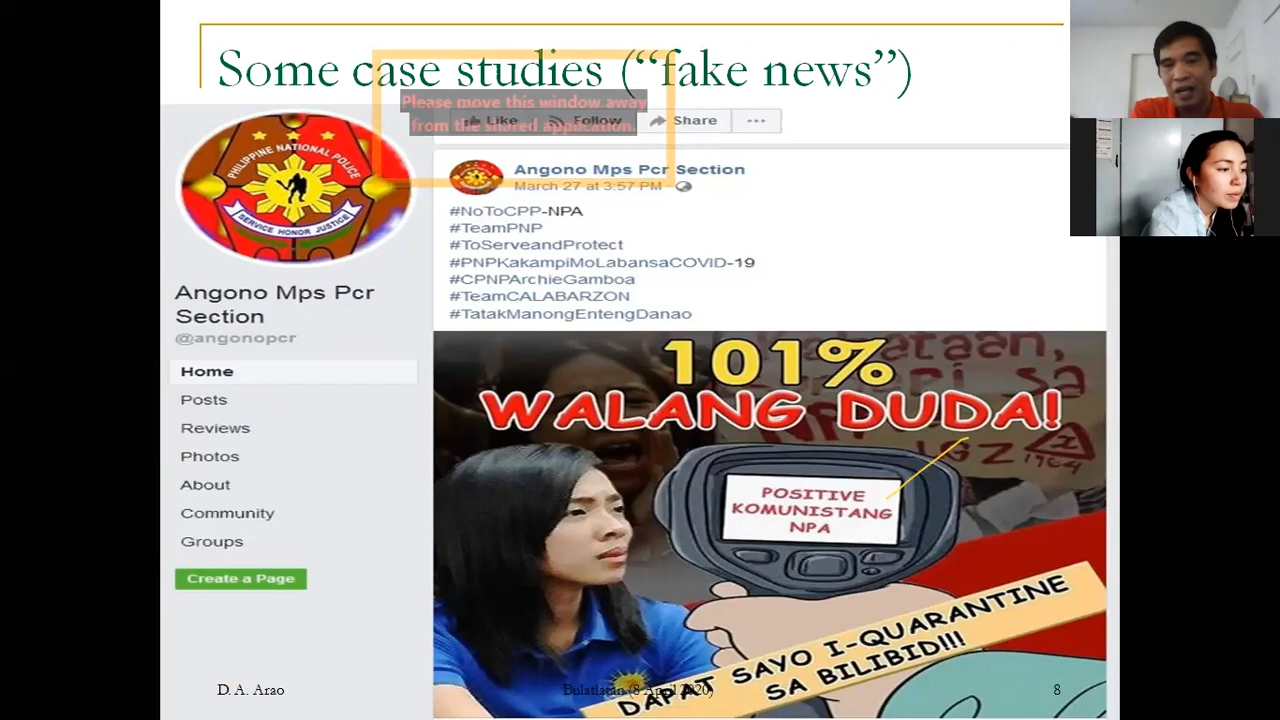 Some case studies (“fake news”)
Please move this window away
from the shared application.
Like
Follow
Share
PHILIPPINE NATIONAL POLICE
SERVICE HONOR JUSTICE
Angono Mps Pcr
Section
@angonopcr
Home
Posts
Reviews
Photos
About
Community
Groups
Create a Page
Angono Mps Pcr Section
March 27 at 3:57 PM
#NoToCPP-NPA
#TeamPNP
#ToServeandProtect
#PNPKakampiMoLabansaCOVID-19
#CPNPArchieGamboa
#TeamCALABARZON
#TatakManongEntengDanao
101%
WALANG DUDA!
sa
1964
POSITIVE
KOMUNISTANG
NPA
DAPAT SAYO I-QUARANTINE
SA BILIBID!!!
D. A. Arao
Bulatlatan (8 April 2020)
8